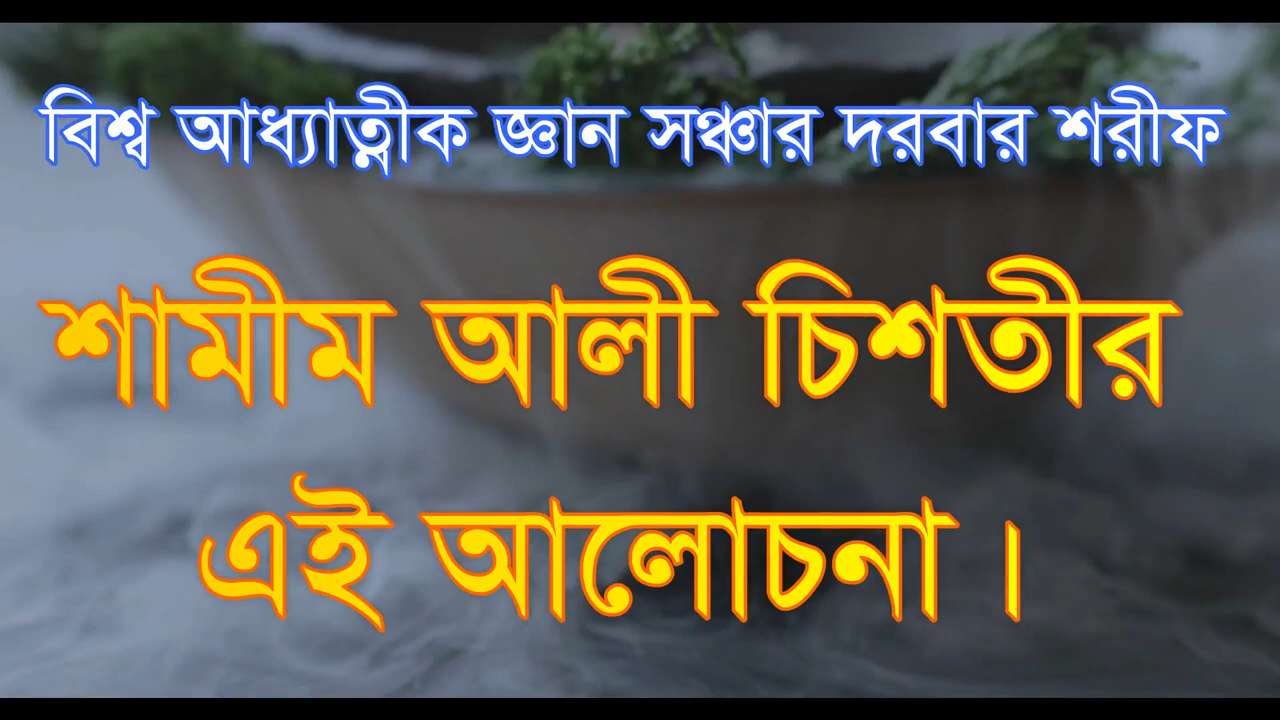 বিশ্ব আধ্যাত্নীক জ্ঞান সঞ্চার দরবার শরীফ
শামীম আলী চিশতীর
এই আলোচনা।